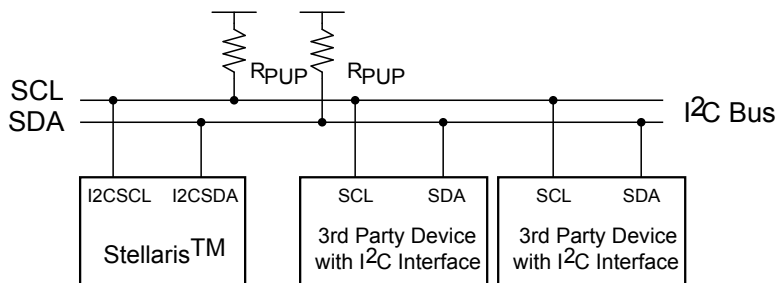 RPUP RPUP
SCL
SDA
I2C Bus
I2CSCL I2CSDA SCL SDA SCL SDA
Stellaris™
3rd Party Device
with I2C Interface
3rd Party Device
with I2C Interface